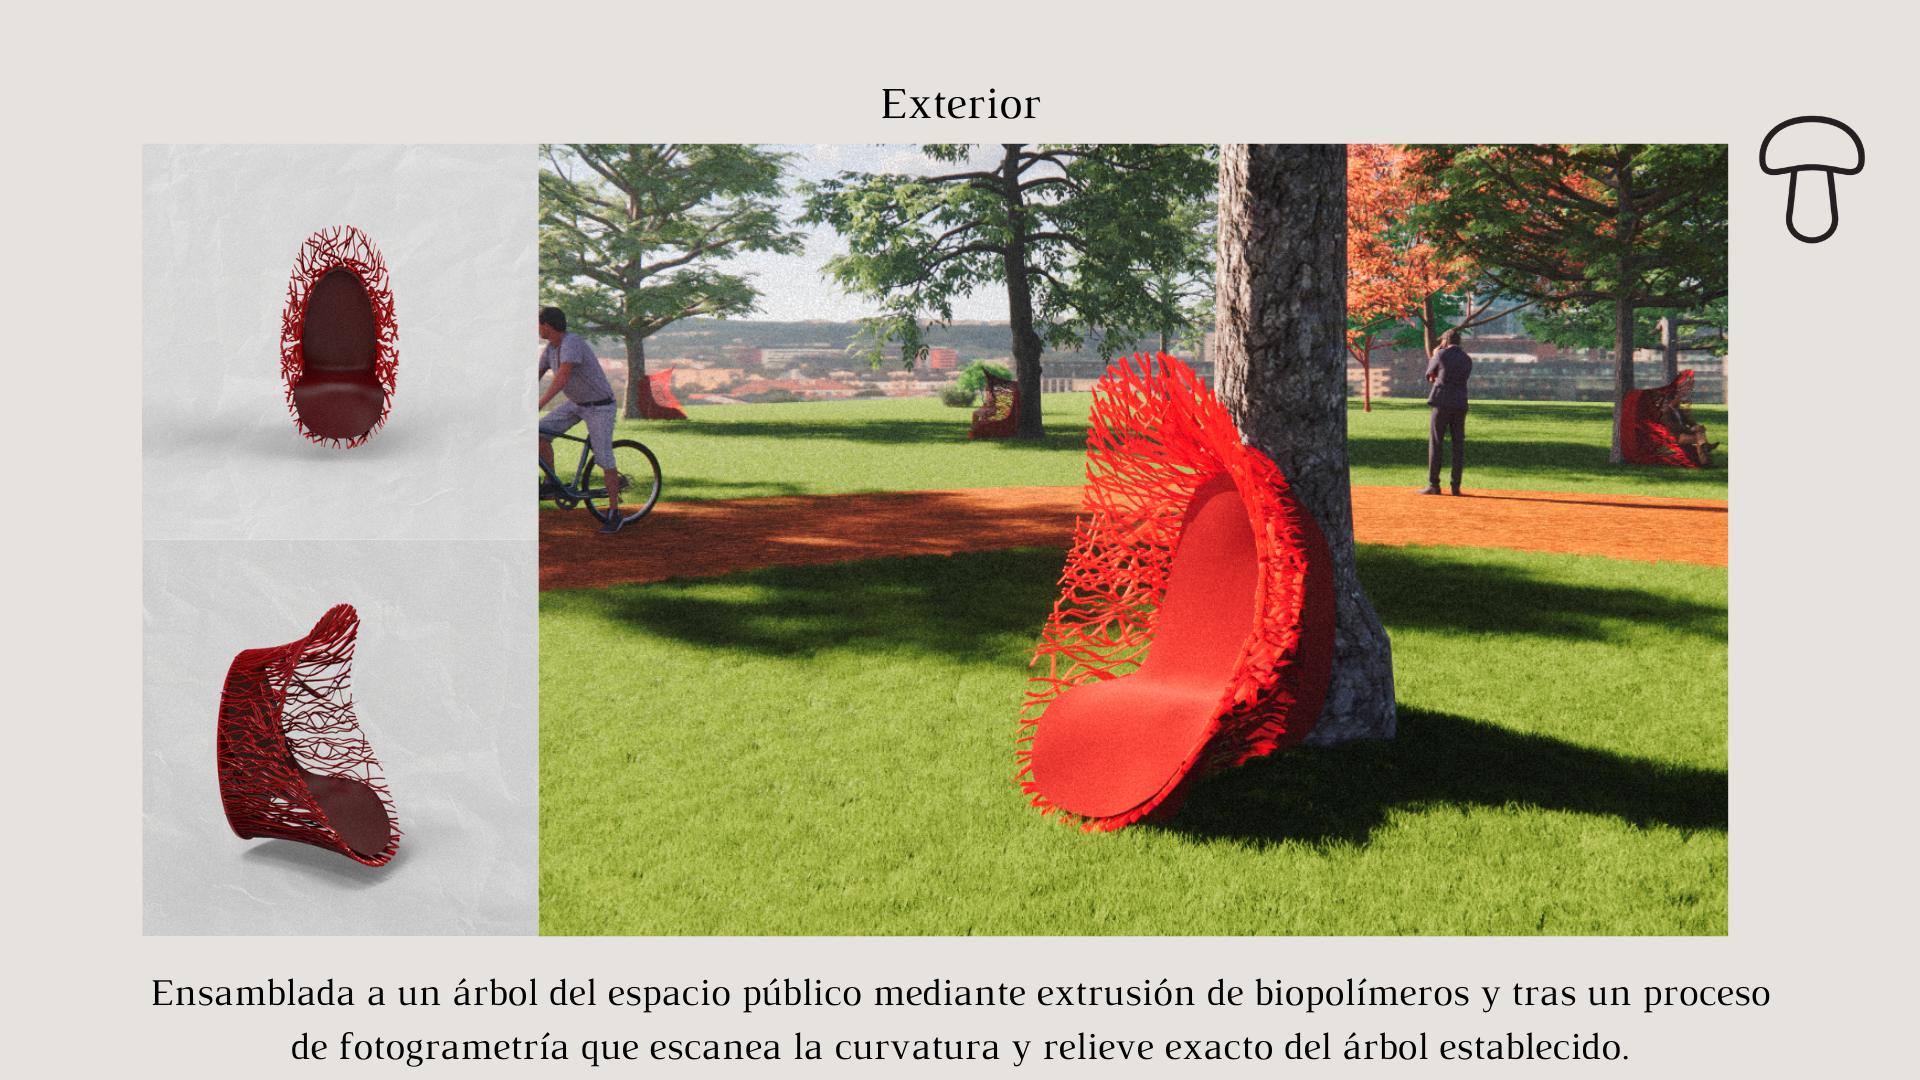 Exterior
Ensamblada a un árbol del espacio público mediante extrusión de biopolímeros y tras un proceso
de fotogrametría que escanea la curvatura y relieve exacto del árbol establecido.